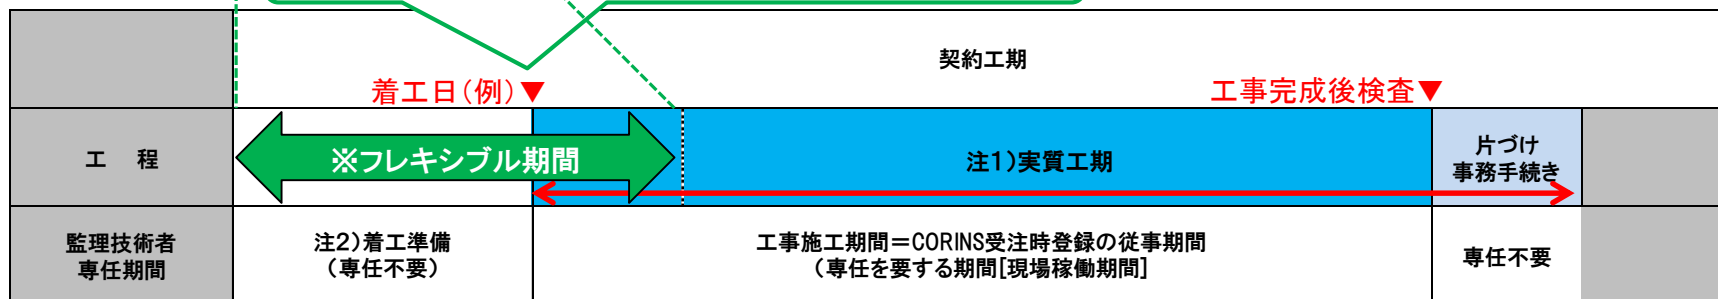 契約工期
着工日(例)▼
工事完成後検査▼
工　程
※フレキシブル期間
注1)実質工期
片づけ
事務手続き
監理技術者
専任期間
注2)着工準備
(専任不要)
工事施工期間=CORINS受注時登録の従事期間
(専任を要する期間[現場稼働期間]
専任不要